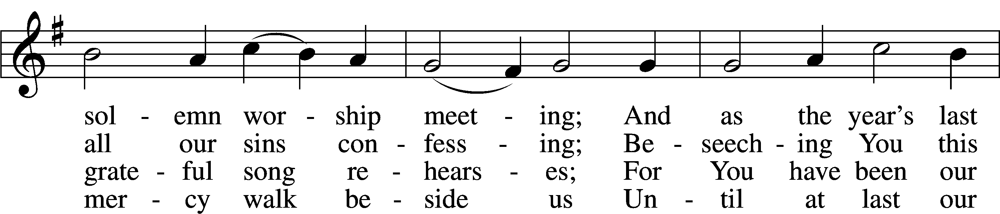 sol - emn wor - ship meet - ing; And as the year’s last
all our sins con - fess - ing; Be - seech - ing You this
grate - ful song re - hears - es; For You have been our
mer - cy walk be - side us Un - til at last our